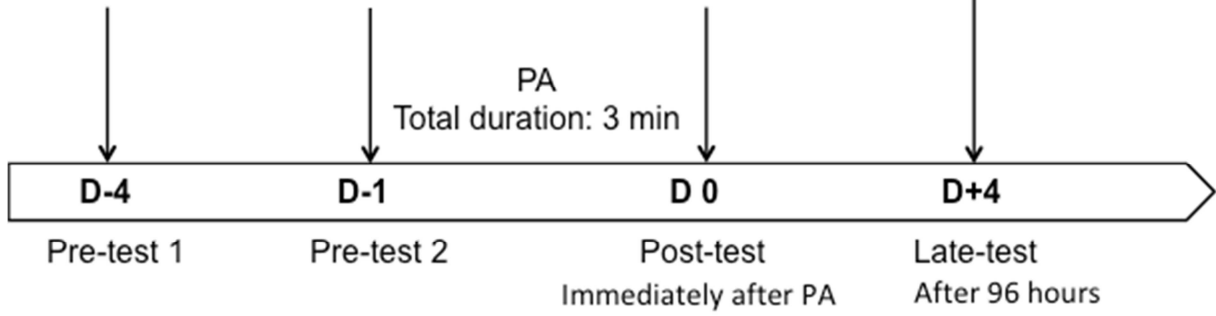 PA
Total duration: 3 min
D-4 D-1 D 0 D+4
Pre-test 1 Pre-test 2 Post-test Late-test
Immediately after PA After 96 hours